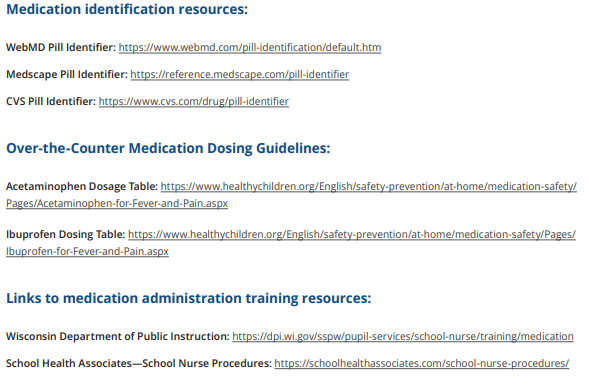 Medication identification resources:
WebMD Pill Identifier: https://www.webmd.com/pill-identification/default.htm
Medscape Pill Identifier: https://reference.medscape.com/pill-identifier
CVS Pill Identifier: https://www.cvs.com/drug/pill-identifier
Over-the-Counter Medication Dosing Guidelines:
Acetaminophen Dosage Table: https://www.healthychildren.org/English/safety-prevention/at-home/medication-safety/
Pages/Acetaminophen-for-Fever-and-Pain.aspx
Ibuprofen Dosing Table: https://www.healthychildren.org/English/safety-prevention/at-home/medication-safety/Pages/
Ibuprofen-for-Fever-and-Pain.aspx
Links to medication administration training resources:
Wisconsin Department of Public Instruction: https://dpi.wi.gov/sspw/pupil-services/school-nurse/training/medication
School Health Associates—School Nurse Procedures: https://schoolhealthassociates.com/school-nurse-procedures/